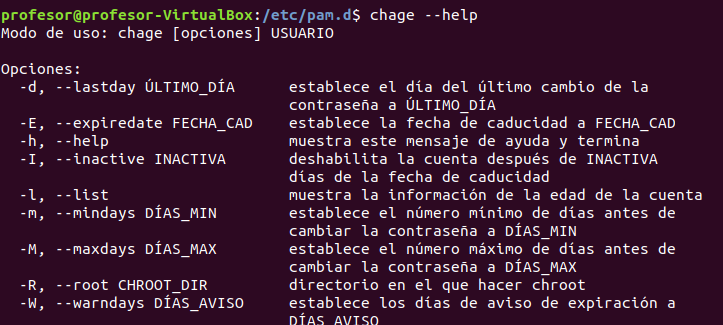 profesor@profesor-VirtualBox:/etc/pam.d$ chage --help
Modo de uso: chage [opciones] USUARIO
Opciones:
-d, --lastday ÚLTIMO_DÍA establece el día del último cambio de la
contraseña a ÚLTIMO_DÍA
-E, --expiredate FECHA_CAD establece la fecha de caducidad a FECHA_CAD
-h, --help muestra este mensaje de ayuda y termina
-I, --inactive INACTIVA deshabilita la cuenta después de INACTIVA
días de la fecha de caducidad
-l, --list muestra la información de la edad de la cuenta
-m, --mindays DÍAS_MIN establece el número mínimo de días antes de
cambiar la contraseña a DÍAS_MIN
-M, --maxdays DÍAS_MAX establece el número máximo de días antes de
cambiar la contraseña a DÍAS_MAX
-R, --root CHROOT_DIR directorio en el que hacer chroot
-W, --warndays DÍAS_AVISO establece los días de aviso de expiración a
DÍAS_AVISO